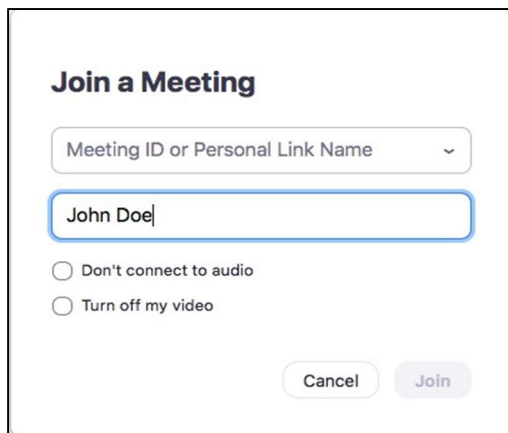 Join a Meeting
Meeting ID or Personal Link Name
John Doe
Don't connect to audio
Turn off my video
Cancel Join